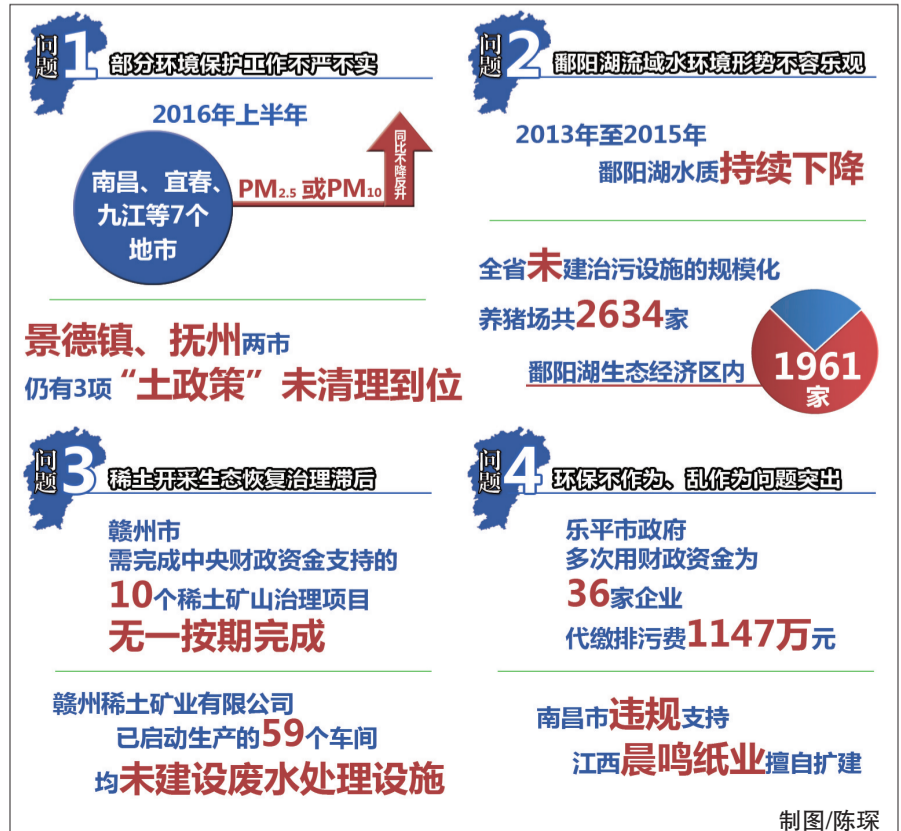 问题1 部分环境保护工作不严不实
2016年上半年
南昌、宜春、
九江等7个
地市
PM2.5 或PM10
同比不降反升
景德镇、抚州两市
仍有3项“土政策”未清理到位
问题2 鄱阳湖流域水环境形势不容乐观
2013年至2015年
鄱阳湖水质持续下降
全省未建治污设施的规模化
养猪场共2634家
鄱阳湖生态经济区内
1961
家
问题3 稀土开采生态恢复治理滞后
赣州市
需完成中央财政资金支持的
10个稀土矿山治理项目
无一按期完成
赣州稀土矿业有限公司
已启动生产的59个车间
均未建设废水处理设施
问题4 环保不作为、乱作为问题突出
乐平市政府
多次用财政资金为
36家企业
代缴排污费1147万元
南昌市违规支持
江西晨鸣纸业擅自扩建
制图/陈琛